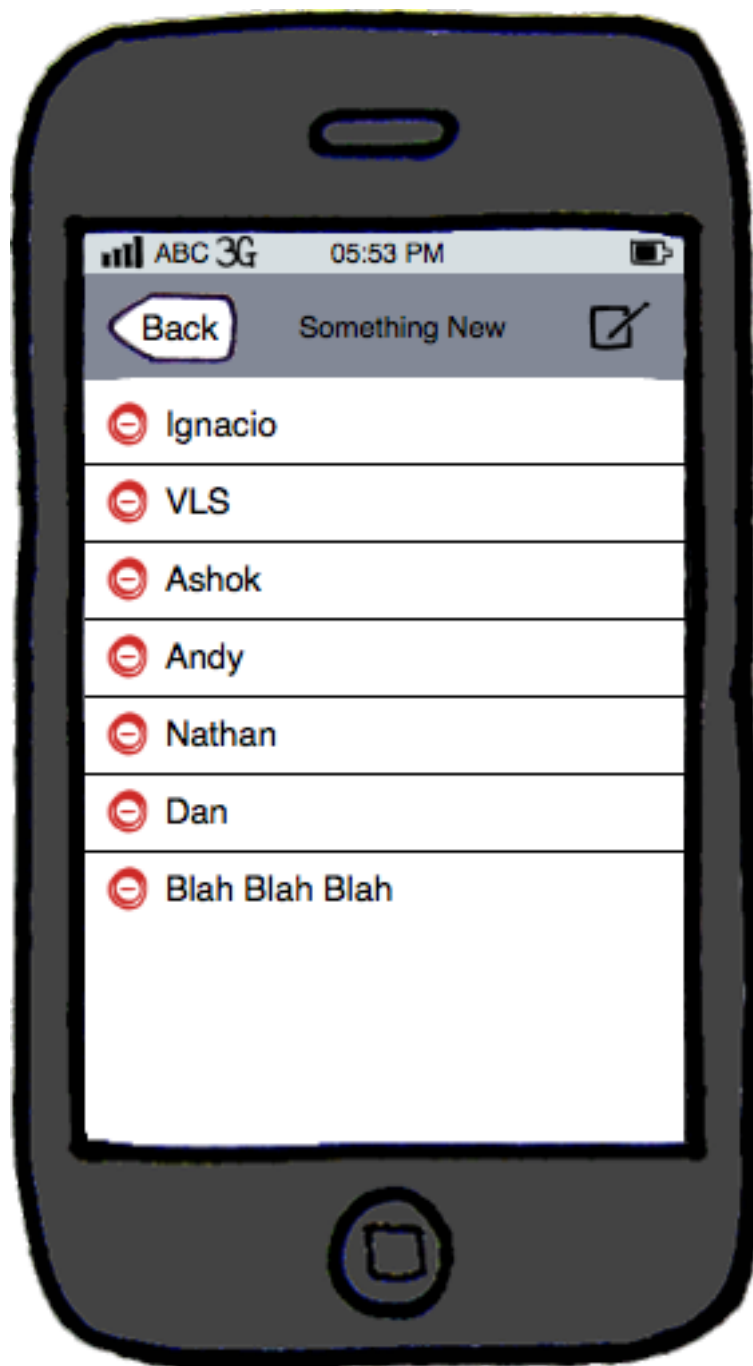 ABC 3G 05:53 PM
Back Something New
Ignacio
VLS
Ashok
Andy
Nathan
Dan
Blah Blah Blah